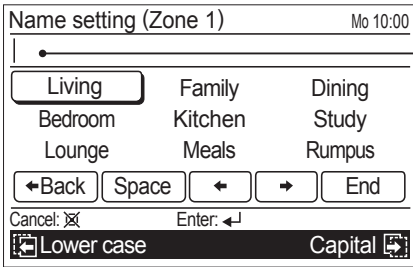 Name setting (Zone 1) Mo 10:00
Living Family Dining
Bedroom Kitchen Study
Lounge Meals Rumpus
←Back Space ← → End
Cancel: Enter:
Lower case Capital